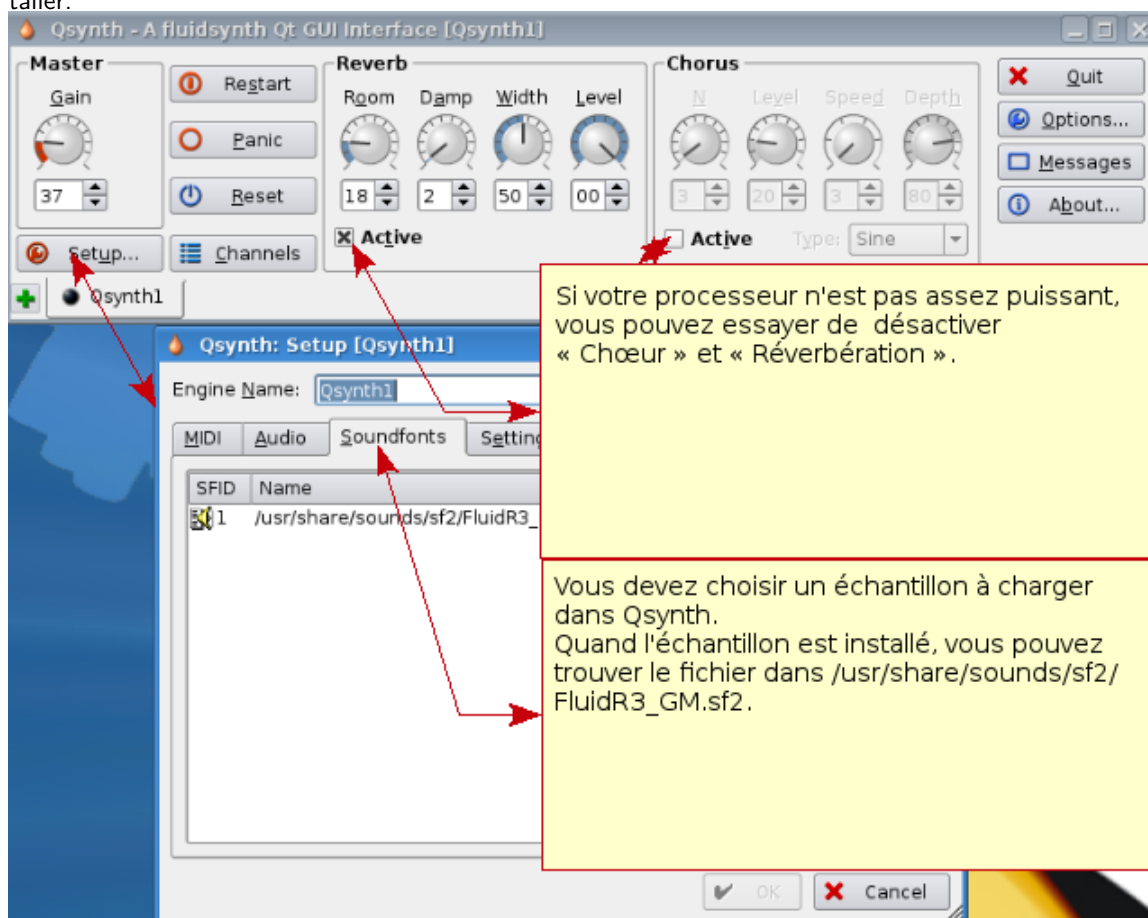 taller.
Qsynth - A fluidsynth Qt GUI Interface [Qsynth1]
Master
Gain
37
Setup...
Restart
Panic
Reset
Channels
Reverb
Room Damp Width Level
18 2 50 00
Active
Chorus
N Level Speed Depth
3 20 3 80
Active Type: Sine
Quit
Options...
Messages
About...
Qsynth1
Si votre processeur n'est pas assez puissant,
vous pouvez essayer de désactiver
« Chœur » et « Réverbération ».
Qsynth: Setup [Qsynth1]
Engine Name: Qsynth1
MIDI Audio Soundfonts Setting
SFID Name
1 /usr/share/sounds/sf2/FluidR3_
Vous devez choisir un échantillon à charger
dans Qsynth.
Quand l'échantillon est installé, vous pouvez
trouver le fichier dans /usr/share/sounds/sf2/
FluidR3_GM.sf2.
OK Cancel